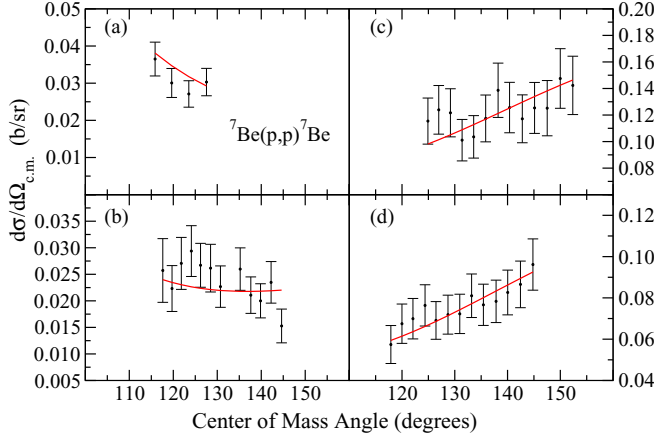 0.05
0.04
0.03
0.02
0.01
(a)
⁷Be(p,p)⁷Be
(c)
0.20
0.18
0.16
0.14
0.12
0.10
0.08
dσ/dΩc.m. (b/sr)
0.035
0.030
0.025
0.020
0.015
0.010
0.005
(b)
(d)
0.12
0.10
0.08
0.06
0.04
110 120 130 140 150
120 130 140 150
Center of Mass Angle (degrees)